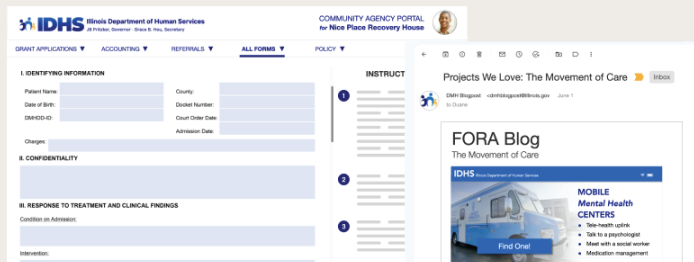 IDHS Illinois Department of Human Services
JB Pritzker, Governor · Grace B. Hou, Secretary
COMMUNITY AGENCY PORTAL
for Nice Place Recovery House
GRANT APPLICATIONS ▼ ACCOUNTING ▼ REFERRALS ▼ ALL FORMS ▼ POLICY ▼
I. IDENTIFYING INFORMATION
Patient Name:
Date of Birth:
DMHDD-ID:
County:
Docket Number:
Court Order Date:
Admission Date:
Charges:
II. CONFIDENTIALITY
III. RESPONSE TO TREATMENT AND CLINICAL FINDINGS
Condition on Admission:
Intervention:
INSTRUCT
1
2
3
Projects We Love: The Movement of Care Inbox
DMH Blogpost <dmhblogpost@illinois.gov> June 1
to Duane
FORA Blog
The Movement of Care
IDHS Illinois Department of Human Services
MOBILE
Mental Health
CENTERS
• Tele-health uplink
• Talk to a psychologist
• Meet with a social worker
• Medication management
Find One!